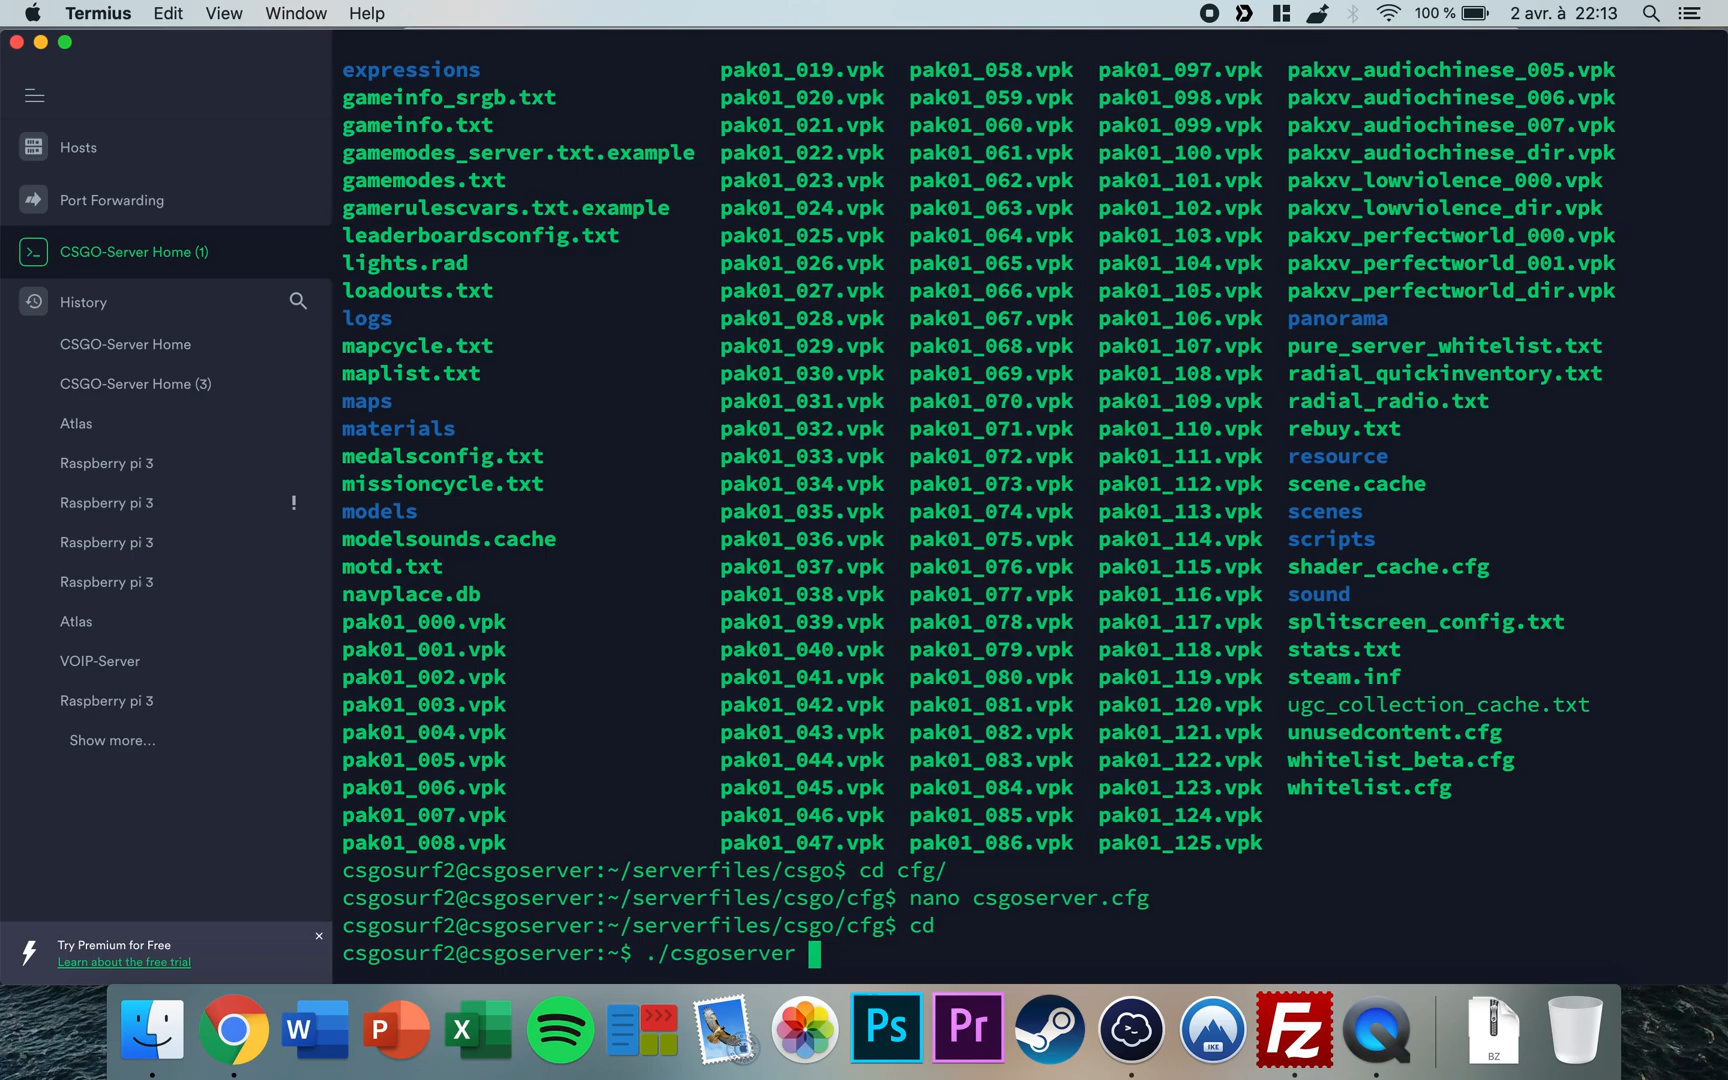 Termius Edit View Window Help 100 % 2 avr. à 22:13
Hosts
Port Forwarding
CSGO-Server Home (1)
History
CSGO-Server Home
CSGO-Server Home (3)
Atlas
Raspberry pi 3
Raspberry pi 3 !
Raspberry pi 3
Raspberry pi 3
Atlas
VOIP-Server
Raspberry pi 3
Show more...
Try Premium for Free ×
Learn about the free trial
expressions pak01_019.vpk pak01_058.vpk pak01_097.vpk pakxv_audiochinese_005.vpk
gameinfo_srgb.txt pak01_020.vpk pak01_059.vpk pak01_098.vpk pakxv_audiochinese_006.vpk
gameinfo.txt pak01_021.vpk pak01_060.vpk pak01_099.vpk pakxv_audiochinese_007.vpk
gamemodes_server.txt.example pak01_022.vpk pak01_061.vpk pak01_100.vpk pakxv_audiochinese_dir.vpk
gamemodes.txt pak01_023.vpk pak01_062.vpk pak01_101.vpk pakxv_lowviolence_000.vpk
gamerulescvars.txt.example pak01_024.vpk pak01_063.vpk pak01_102.vpk pakxv_lowviolence_dir.vpk
leaderboardsconfig.txt pak01_025.vpk pak01_064.vpk pak01_103.vpk pakxv_perfectworld_000.vpk
lights.rad pak01_026.vpk pak01_065.vpk pak01_104.vpk pakxv_perfectworld_001.vpk
loadouts.txt pak01_027.vpk pak01_066.vpk pak01_105.vpk pakxv_perfectworld_dir.vpk
logs pak01_028.vpk pak01_067.vpk pak01_106.vpk panorama
mapcycle.txt pak01_029.vpk pak01_068.vpk pak01_107.vpk pure_server_whitelist.txt
maplist.txt pak01_030.vpk pak01_069.vpk pak01_108.vpk radial_quickinventory.txt
maps pak01_031.vpk pak01_070.vpk pak01_109.vpk radial_radio.txt
materials pak01_032.vpk pak01_071.vpk pak01_110.vpk rebuy.txt
medalsconfig.txt pak01_033.vpk pak01_072.vpk pak01_111.vpk resource
missioncycle.txt pak01_034.vpk pak01_073.vpk pak01_112.vpk scene.cache
models pak01_035.vpk pak01_074.vpk pak01_113.vpk scenes
modelsounds.cache pak01_036.vpk pak01_075.vpk pak01_114.vpk scripts
motd.txt pak01_037.vpk pak01_076.vpk pak01_115.vpk shader_cache.cfg
navplace.db pak01_038.vpk pak01_077.vpk pak01_116.vpk sound
pak01_000.vpk pak01_039.vpk pak01_078.vpk pak01_117.vpk splitscreen_config.txt
pak01_001.vpk pak01_040.vpk pak01_079.vpk pak01_118.vpk stats.txt
pak01_002.vpk pak01_041.vpk pak01_080.vpk pak01_119.vpk steam.inf
pak01_003.vpk pak01_042.vpk pak01_081.vpk pak01_120.vpk ugc_collection_cache.txt
pak01_004.vpk pak01_043.vpk pak01_082.vpk pak01_121.vpk unusedcontent.cfg
pak01_005.vpk pak01_044.vpk pak01_083.vpk pak01_122.vpk whitelist_beta.cfg
pak01_006.vpk pak01_045.vpk pak01_084.vpk pak01_123.vpk whitelist.cfg
pak01_007.vpk pak01_046.vpk pak01_085.vpk pak01_124.vpk
pak01_008.vpk pak01_047.vpk pak01_086.vpk pak01_125.vpk
csgosurf2@csgoserver:~/serverfiles/csgo$ cd cfg/
csgosurf2@csgoserver:~/serverfiles/csgo/cfg$ nano csgoserver.cfg
csgosurf2@csgoserver:~/serverfiles/csgo/cfg$ cd
csgosurf2@csgoserver:~$ ./csgoserver
W P X Ps Pr IKE FZ BZ